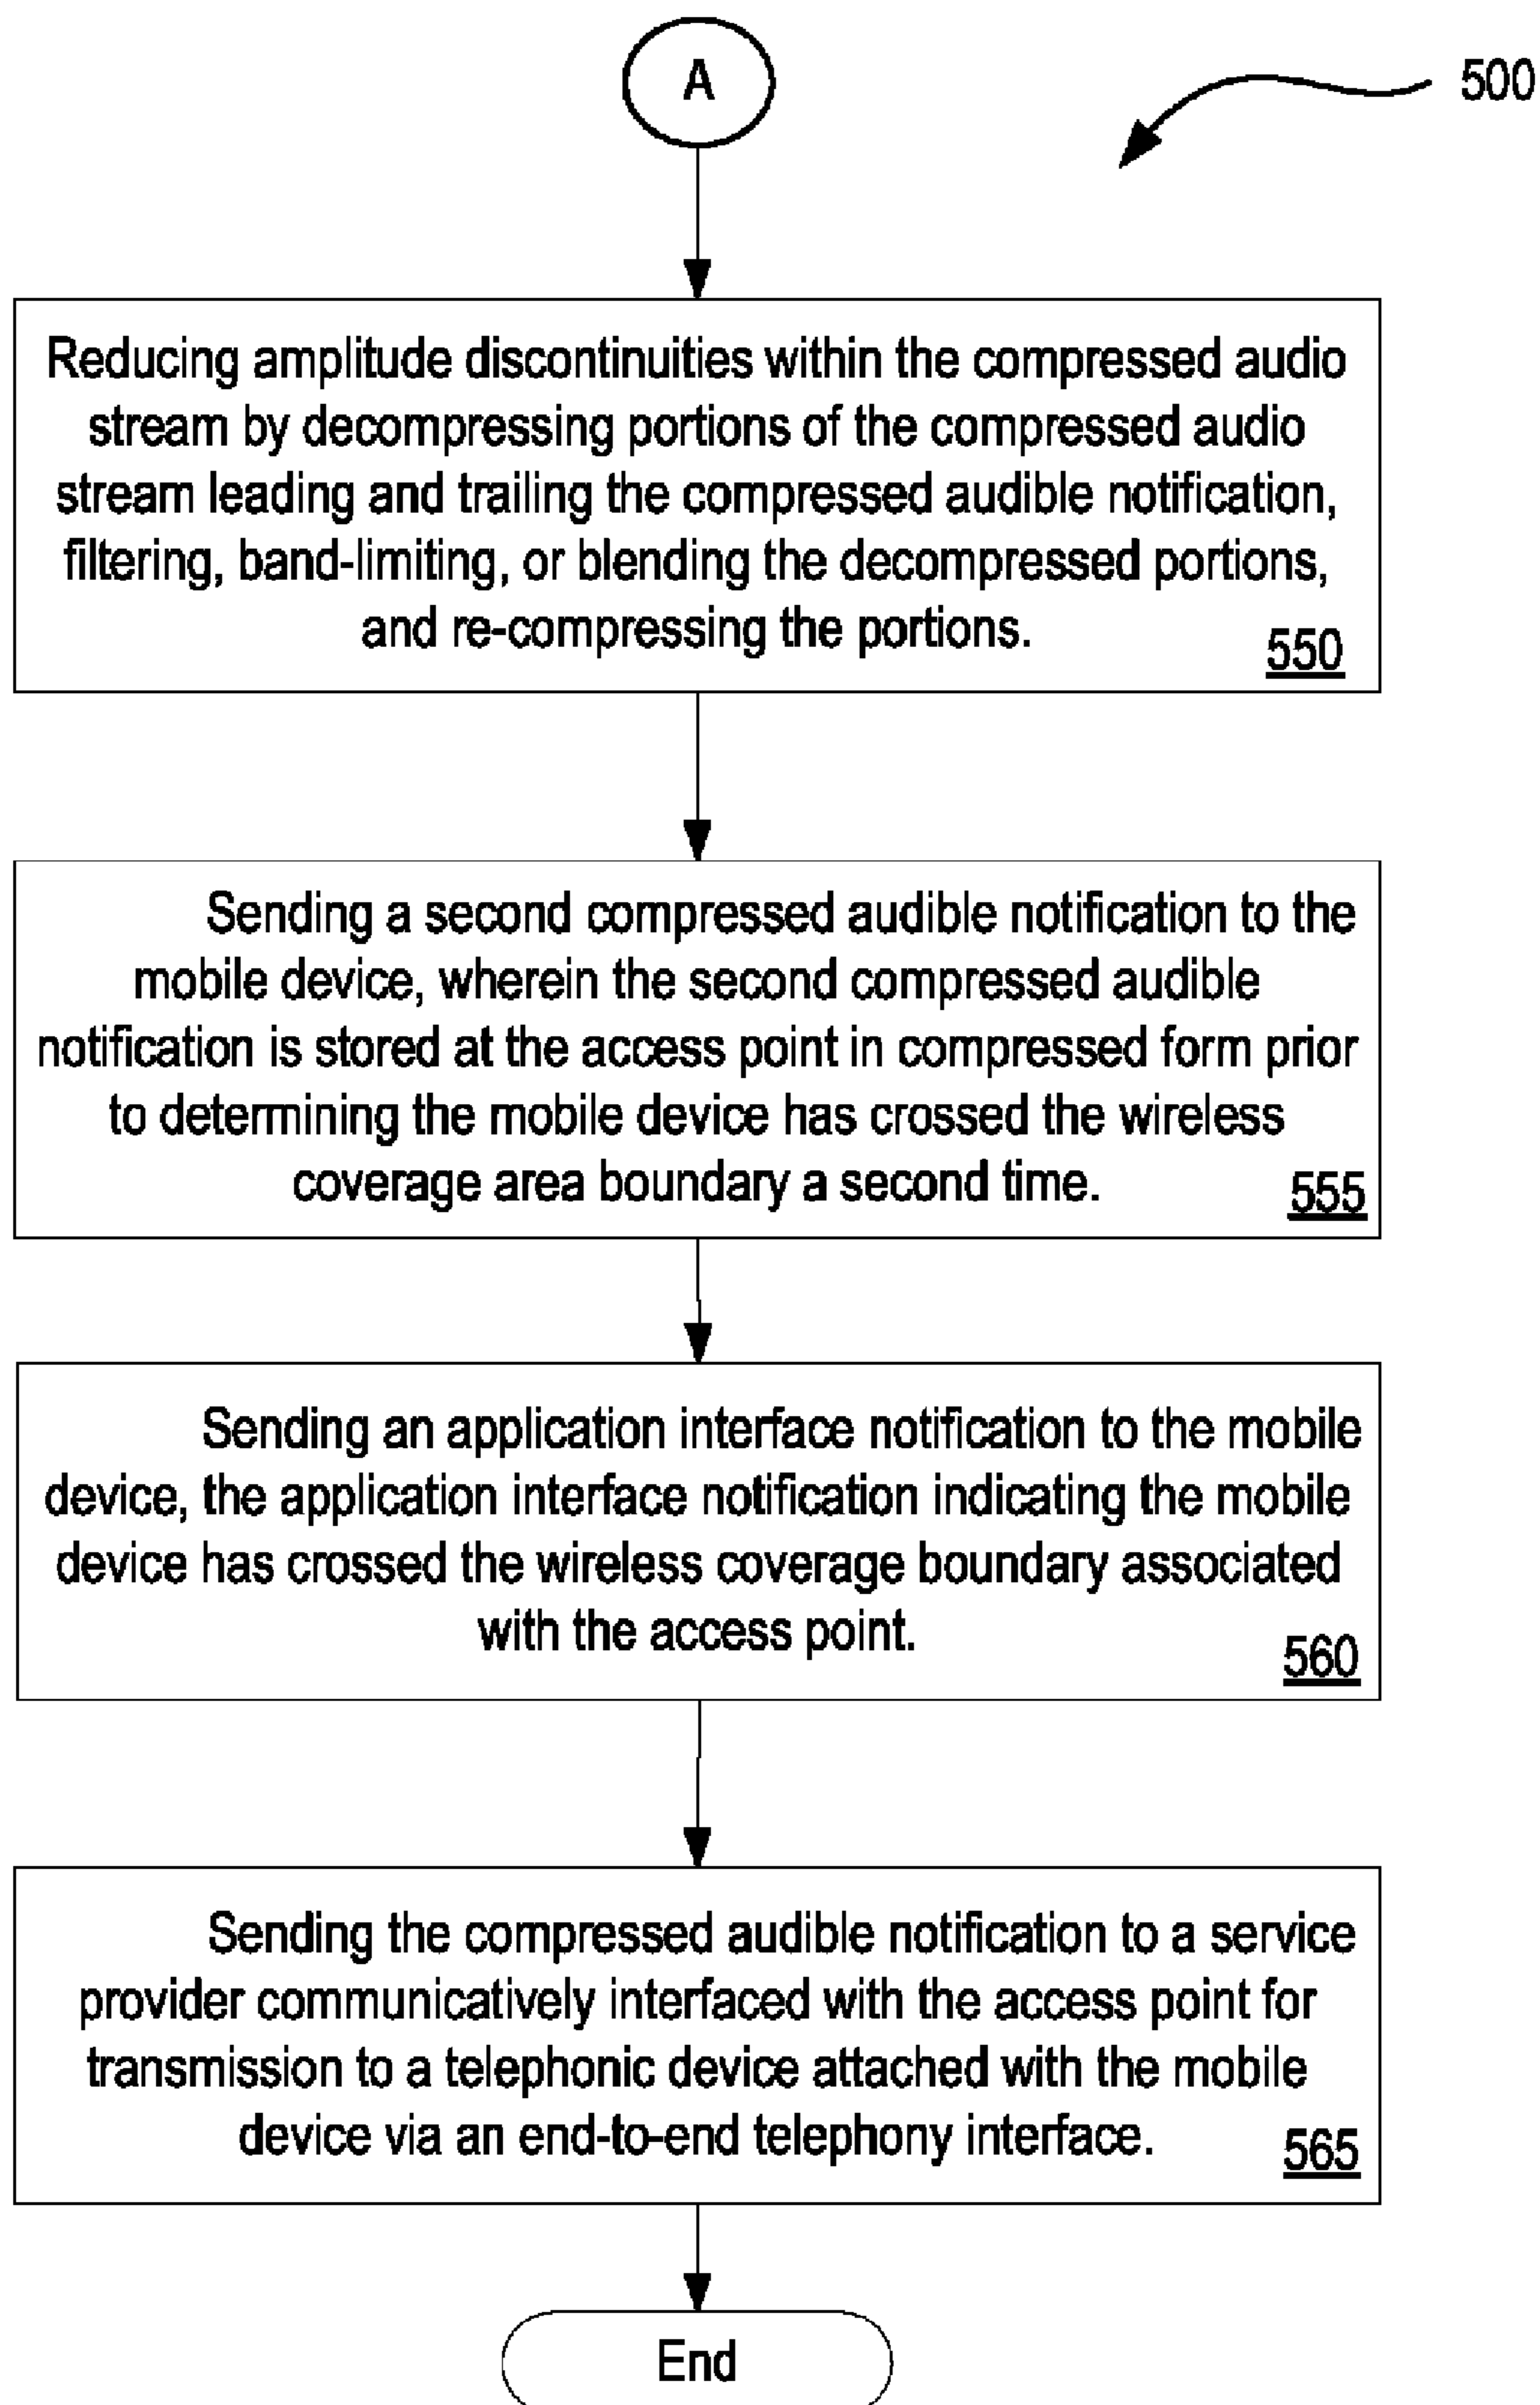 A
500
Reducing amplitude discontinuities within the compressed audio
stream by decompressing portions of the compressed audio
stream leading and trailing the compressed audible notification,
filtering, band-limiting, or blending the decompressed portions,
and re-compressing the portions.
550
Sending a second compressed audible notification to the
mobile device, wherein the second compressed audible
notification is stored at the access point in compressed form prior
to determining the mobile device has crossed the wireless
coverage area boundary a second time.
555
Sending an application interface notification to the mobile
device, the application interface notification indicating the mobile
device has crossed the wireless coverage boundary associated
with the access point.
560
Sending the compressed audible notification to a service
provider communicatively interfaced with the access point for
transmission to a telephonic device attached with the mobile
device via an end-to-end telephony interface.
565
End